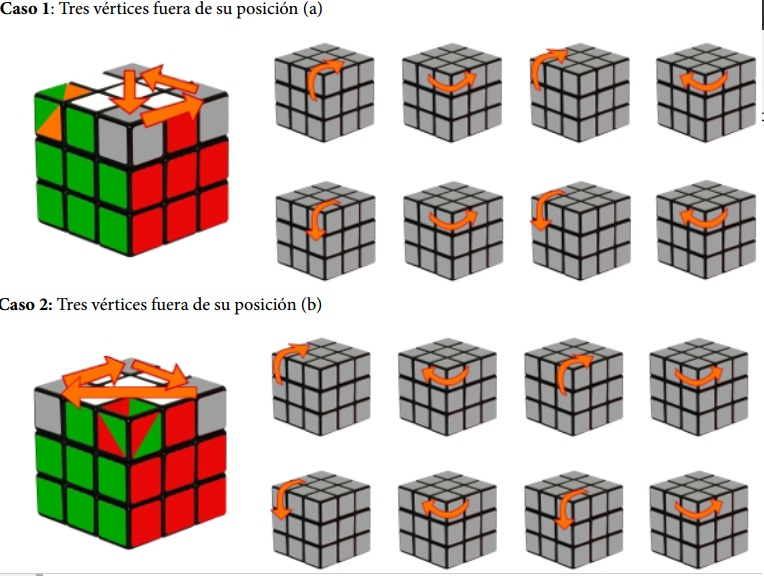 Caso 1: Tres vértices fuera de su posición (a)
Caso 2: Tres vértices fuera de su posición (b)